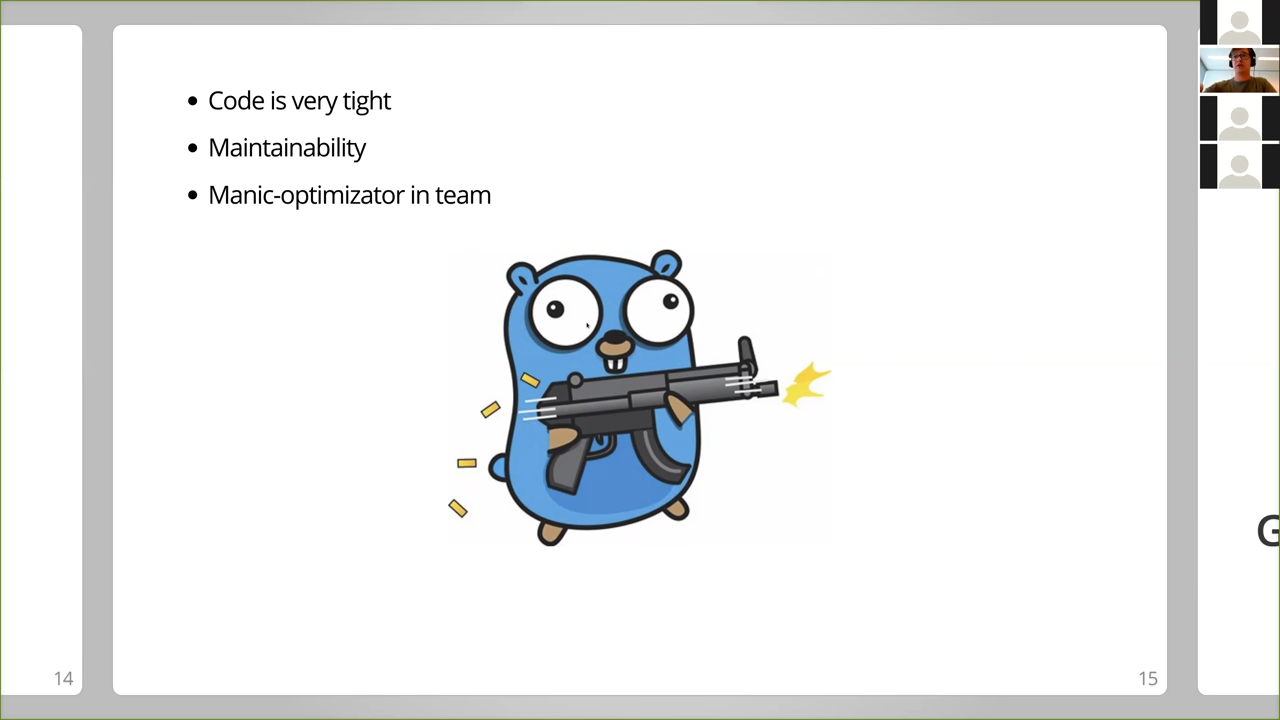 Code is very tight
Maintainability
Manic-optimizator in team
14
15
G